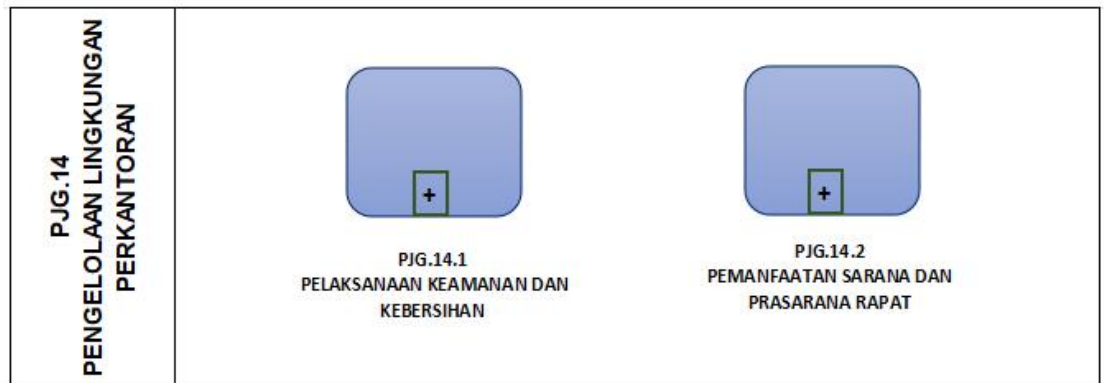 PJG.14
PENGELOLAAN LINGKUNGAN
PERKANTORAN
+
PJG.14.1
PELAKSANAAN KEAMANAN DAN
KEBERSIHAN
+
PJG.14.2
PEMANFAATAN SARANA DAN
PRASARANA RAPAT